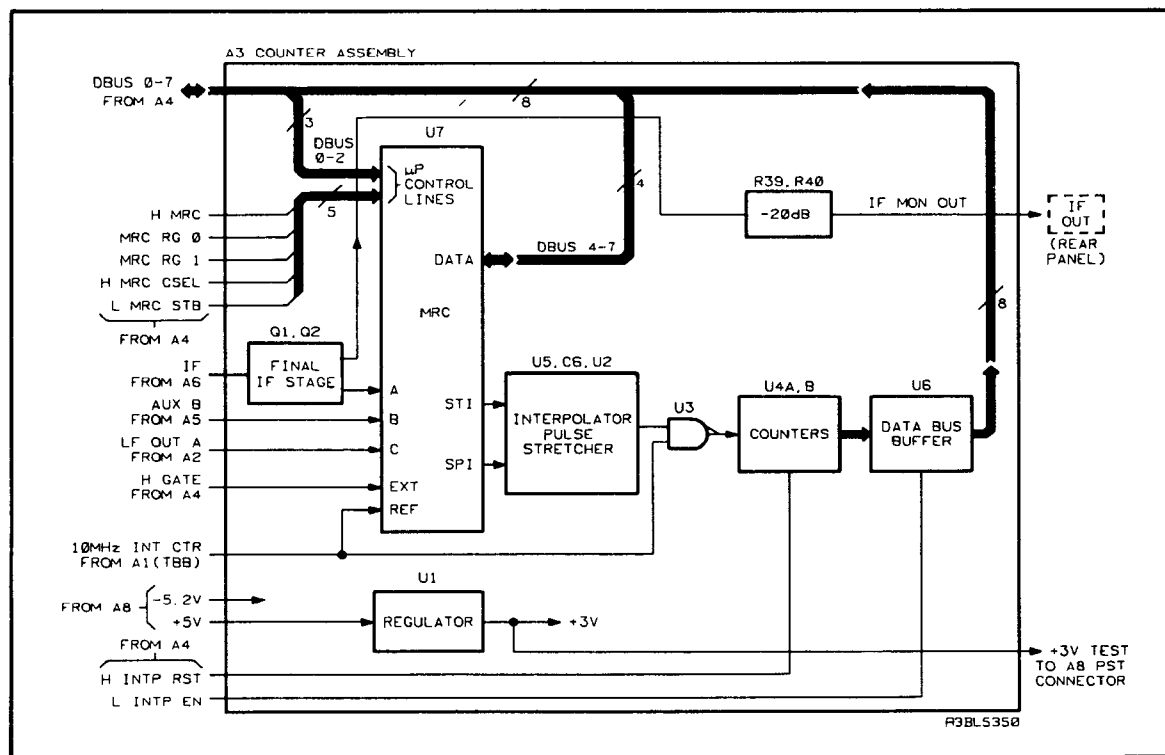 A3 COUNTER ASSEMBLY
DBUS 0-7
FROM A4
8
3
DBUS
0-2
U7
µP
CONTROL
LINES
5
4
R39, R40
-20dB
IF MON OUT
IF
OUT
(REAR
PANEL)
H MRC
MRC RG 0
MRC RG 1
H MRC CSEL
L MRC STB
FROM A4
DATA
DBUS 4-7
MRC
8
Q1, Q2
FINAL
IF STAGE
IF
FROM A6
AUX B
FROM A5
LF OUT A
FROM A2
H GATE
FROM A4
A
B
C
EXT
REF
STI
SPI
U5, C6, U2
INTERPOLATOR
PULSE
STRETCHER
U3
U4A, B
COUNTERS
U6
DATA BUS
BUFFER
10MHz INT CTR
FROM A1(TBB)
U1
REGULATOR
FROM A8
-5.2V
+5V
+3V
FROM A4
H INTP RST
L INTP EN
+3V TEST
TO A8 PST
CONNECTOR
A3BL5350